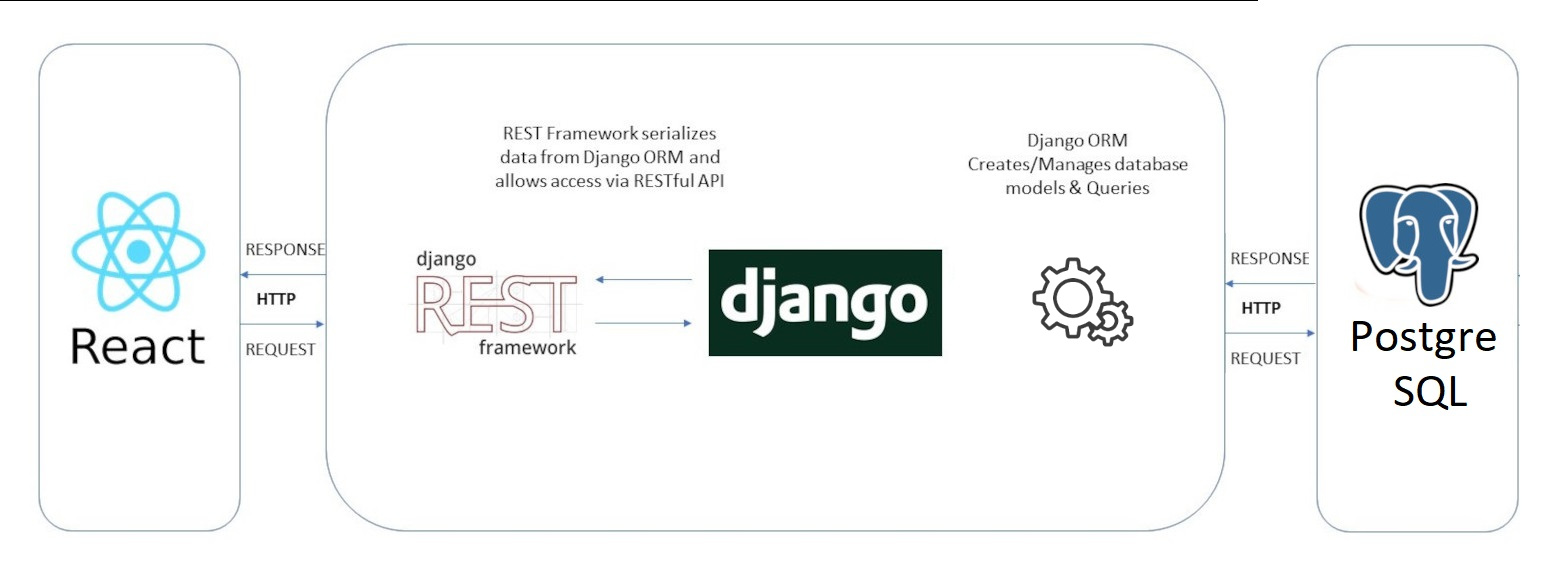 React
RESPONSE
HTTP
REQUEST
REST Framework serializes
data from Django ORM and
allows access via RESTful API
django
REST
framework
django
Django ORM
Creates/Manages database
models & Queries
RESPONSE
HTTP
REQUEST
Postgre
SQL